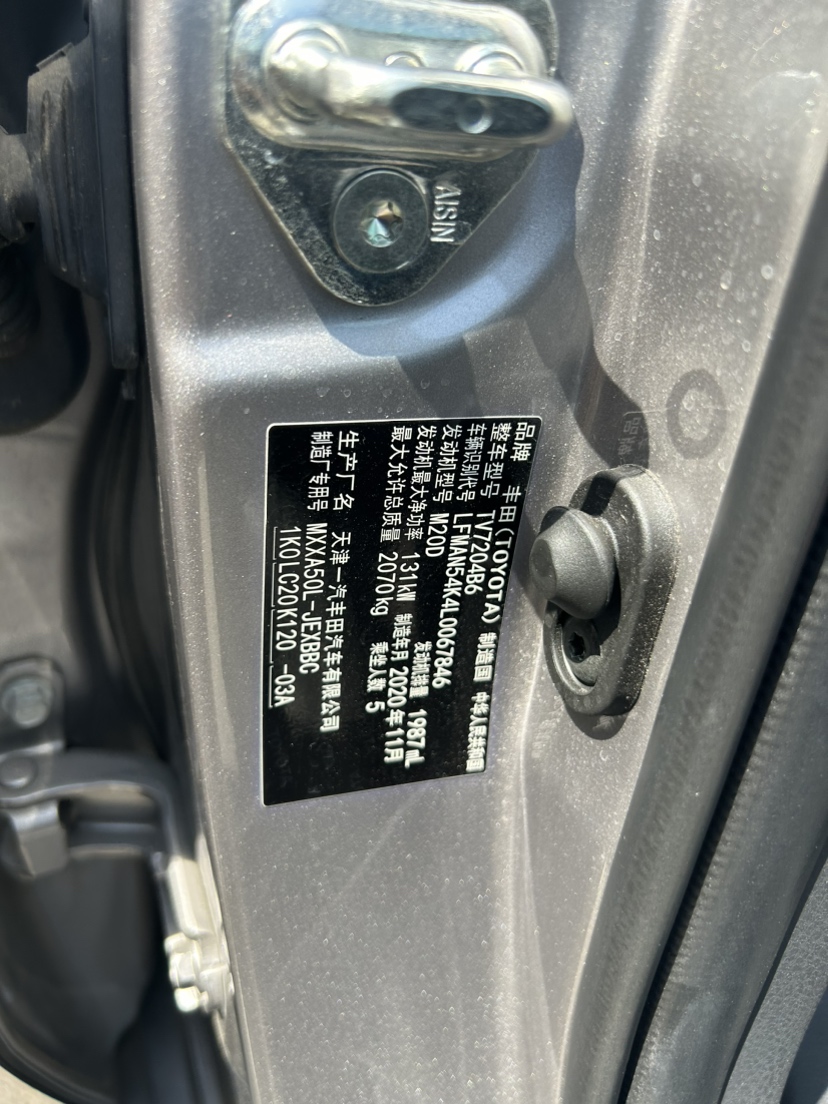 AISIN
品牌 丰田(TOYOTA) 制造国 中华人民共和国
整车型号 TV7204B6
车辆识别代号 LFMAN54K4L0067846
发动机型号 M20D 发动机排量 1987mL
发动机最大净功率 131kW 制造年月 2020年11月
最大允许总质量 2070kg 乘坐人数 5
生产厂名 天津一汽丰田汽车有限公司
制造厂专用号 MXXA50L-JEXBBC
1K0LC20K120 -03A